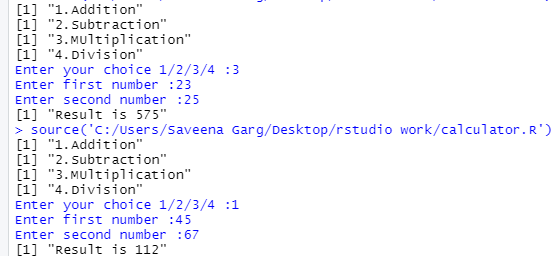 [1] "1.Addition"
[1] "2.Subtraction"
[1] "3.MUltiplication"
[1] "4.Division"
Enter your choice 1/2/3/4 :3
Enter first number :23
Enter second number :25
[1] "Result is 575"
> source('C:/Users/Saveena Garg/Desktop/rstudio work/calculator.R')
[1] "1.Addition"
[1] "2.Subtraction"
[1] "3.MUltiplication"
[1] "4.Division"
Enter your choice 1/2/3/4 :1
Enter first number :45
Enter second number :67
[1] "Result is 112"